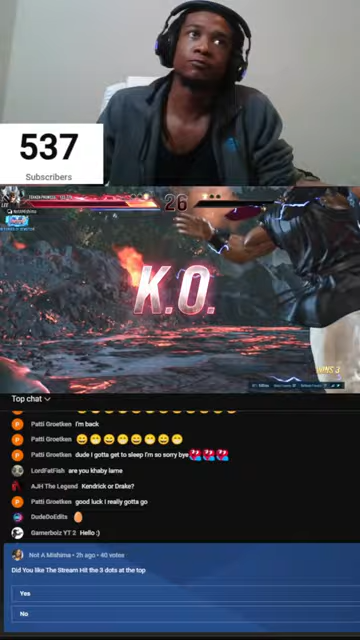 537
Subscribers
LEE
26
K.O.
Top chat
Patti Groetken i'm back
Patti Groetken 😀😁😀😁😀😀😁
Patti Groetken dude I gotta get to sleep I'm so sorry bye
LordFatFish are you khaby lame
AJH The Legend Kendrick or Drake?
Patti Groetken good luck I really gotta go
DudeDoEdits 🥚
Gamerboiz YT 2 Hello :)
Not A Mishima • 2h ago • 40 votes
Did You like The Stream Hit the 3 dots at the top
Yes
No